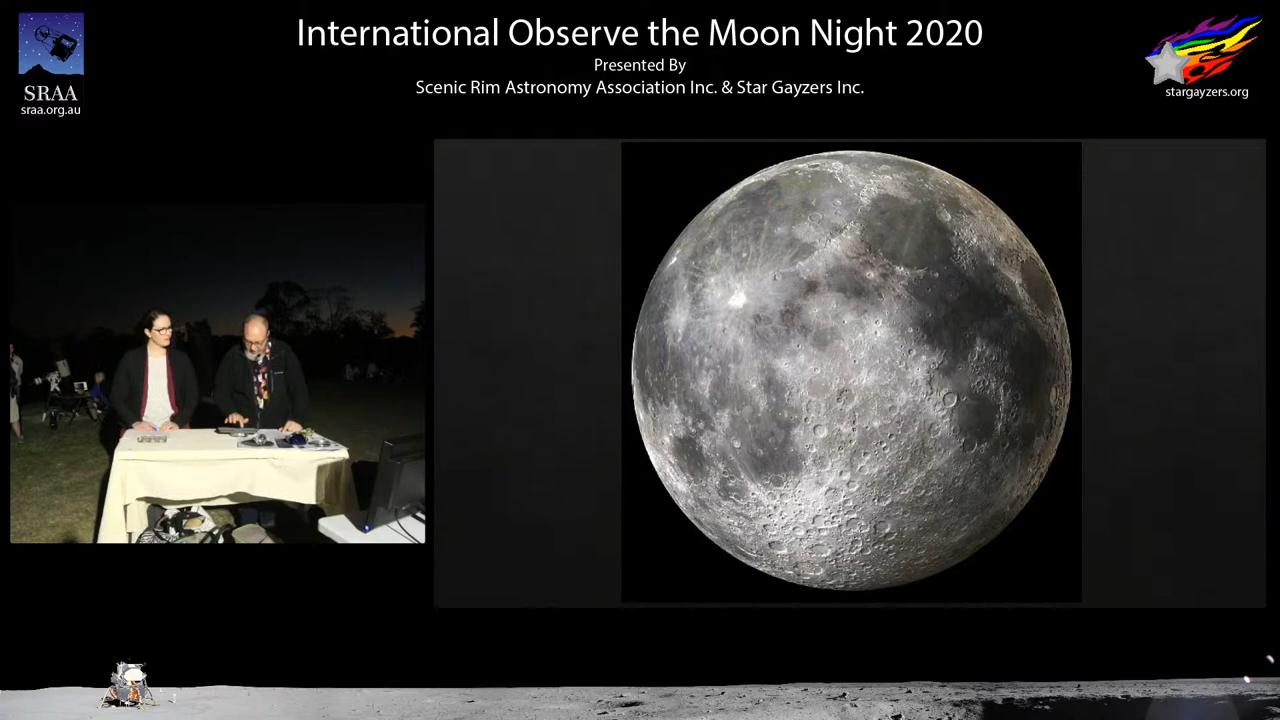 International Observe the Moon Night 2020
Presented By
Scenic Rim Astronomy Association Inc. & Star Gayzers Inc.
SRAA
sraa.org.au
stargayzers.org